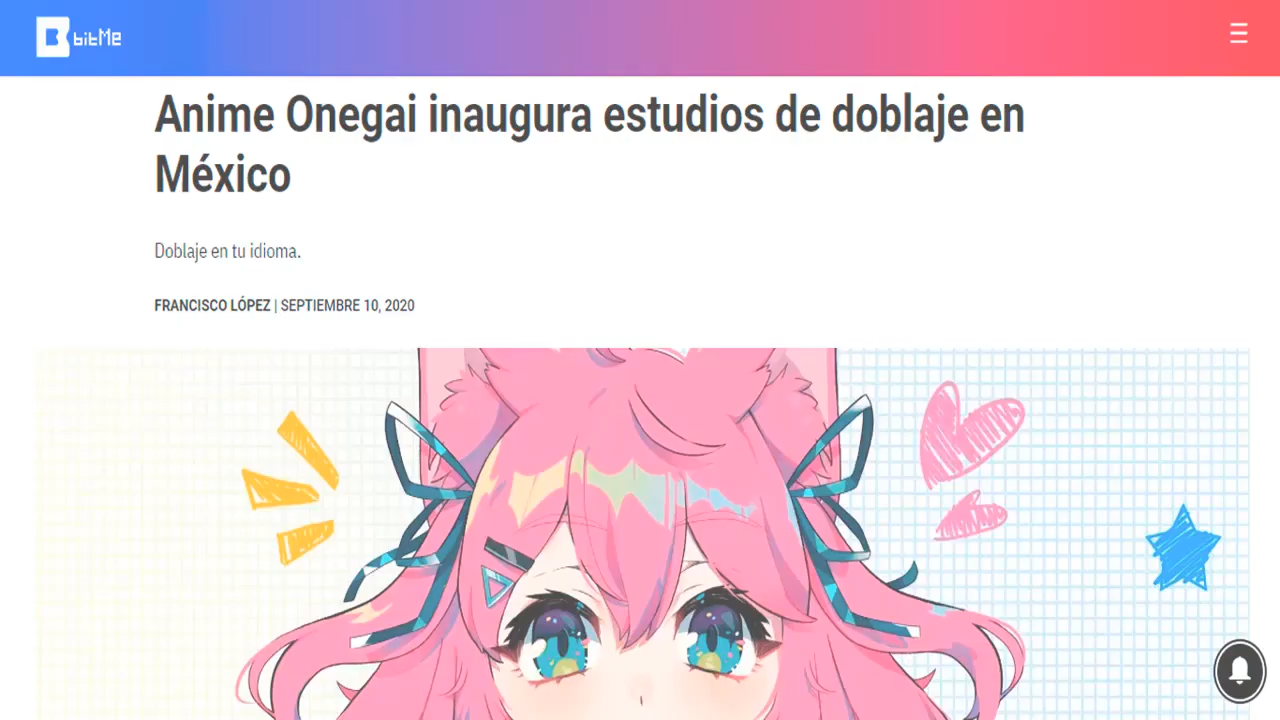 bitMe
Anime Onegai inaugura estudios de doblaje en
México
Doblaje en tu idioma.
FRANCISCO LÓPEZ | SEPTIEMBRE 10, 2020